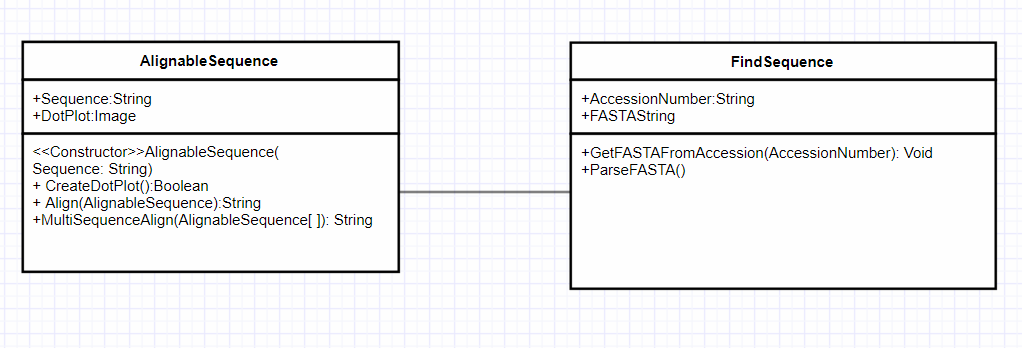 AlignableSequence
+Sequence:String
+DotPlot:Image
<<Constructor>>AlignableSequence(
Sequence: String)
+ CreateDotPlot():Boolean
+ Align(AlignableSequence):String
+MultiSequenceAlign(AlignableSequence[ ]): String
FindSequence
+AccessionNumber:String
+FASTAString
+GetFASTAFromAccession(AccessionNumber): Void
+ParseFASTA()